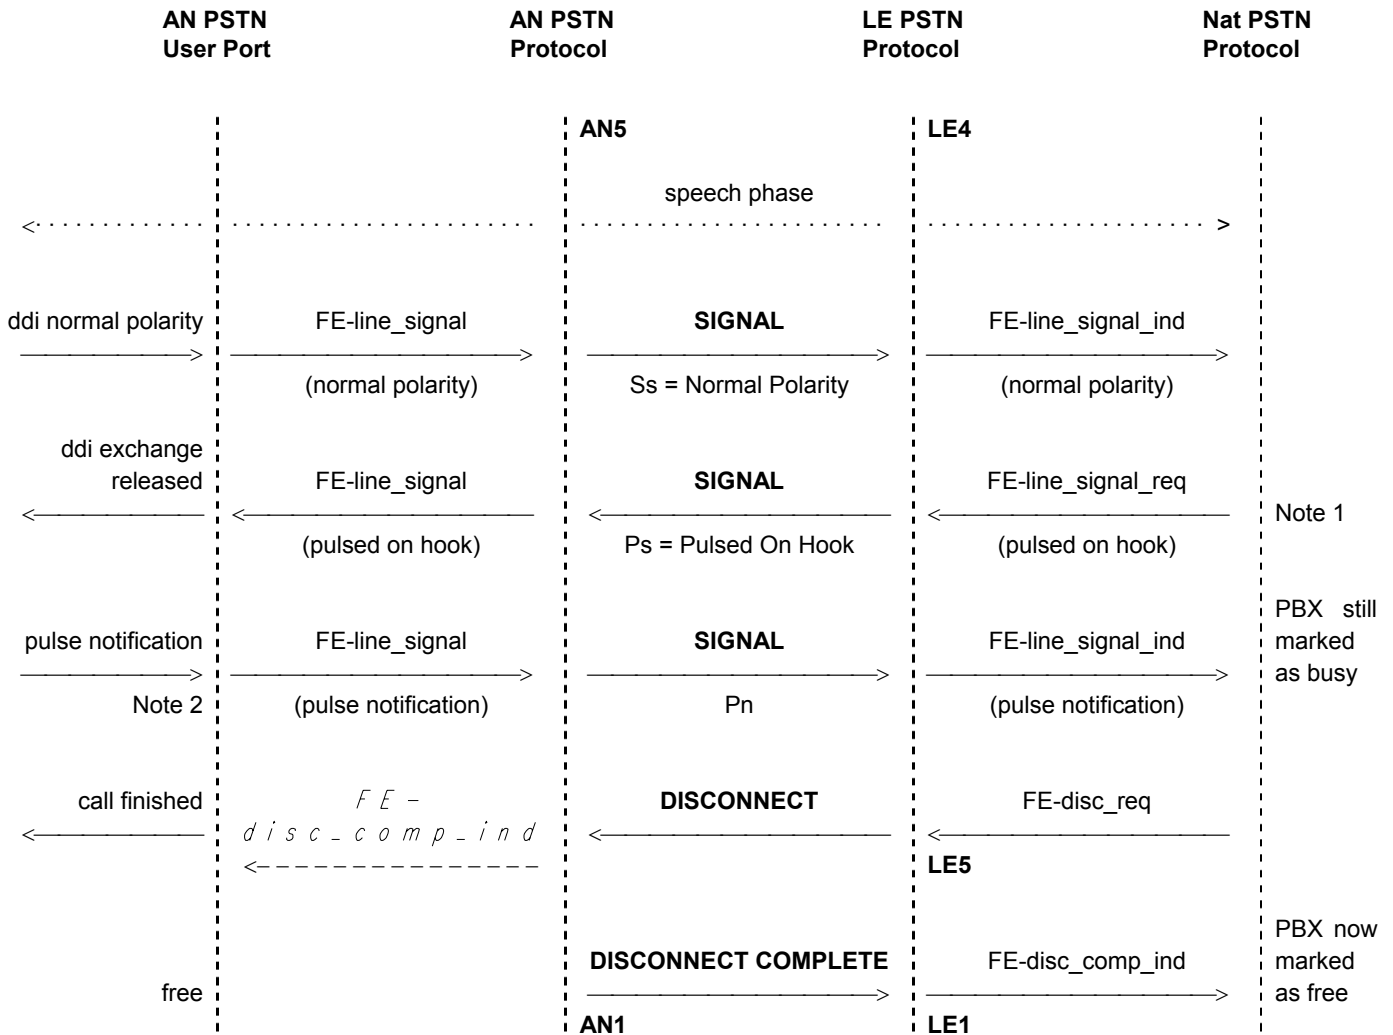 AN PSTN User Port
AN PSTN Protocol
LE PSTN Protocol
Nat PSTN Protocol
AN5
LE4
speech phase
ddi normal polarity
FE-line_signal
SIGNAL
FE-line_signal_ind
(normal polarity)
Ss = Normal Polarity
(normal polarity)
ddi exchange released
FE-line_signal
SIGNAL
FE-line_signal_req
Note 1
(pulsed on hook)
Ps = Pulsed On Hook
(pulsed on hook)
pulse notification
FE-line_signal
SIGNAL
FE-line_signal_ind
PBX still marked as busy
Note 2
(pulse notification)
Pn
(pulse notification)
call finished
FE-
disc_comp_ind
DISCONNECT
FE-disc_req
LE5
DISCONNECT COMPLETE
FE-disc_comp_ind
PBX now marked as free
free
AN1
LE1